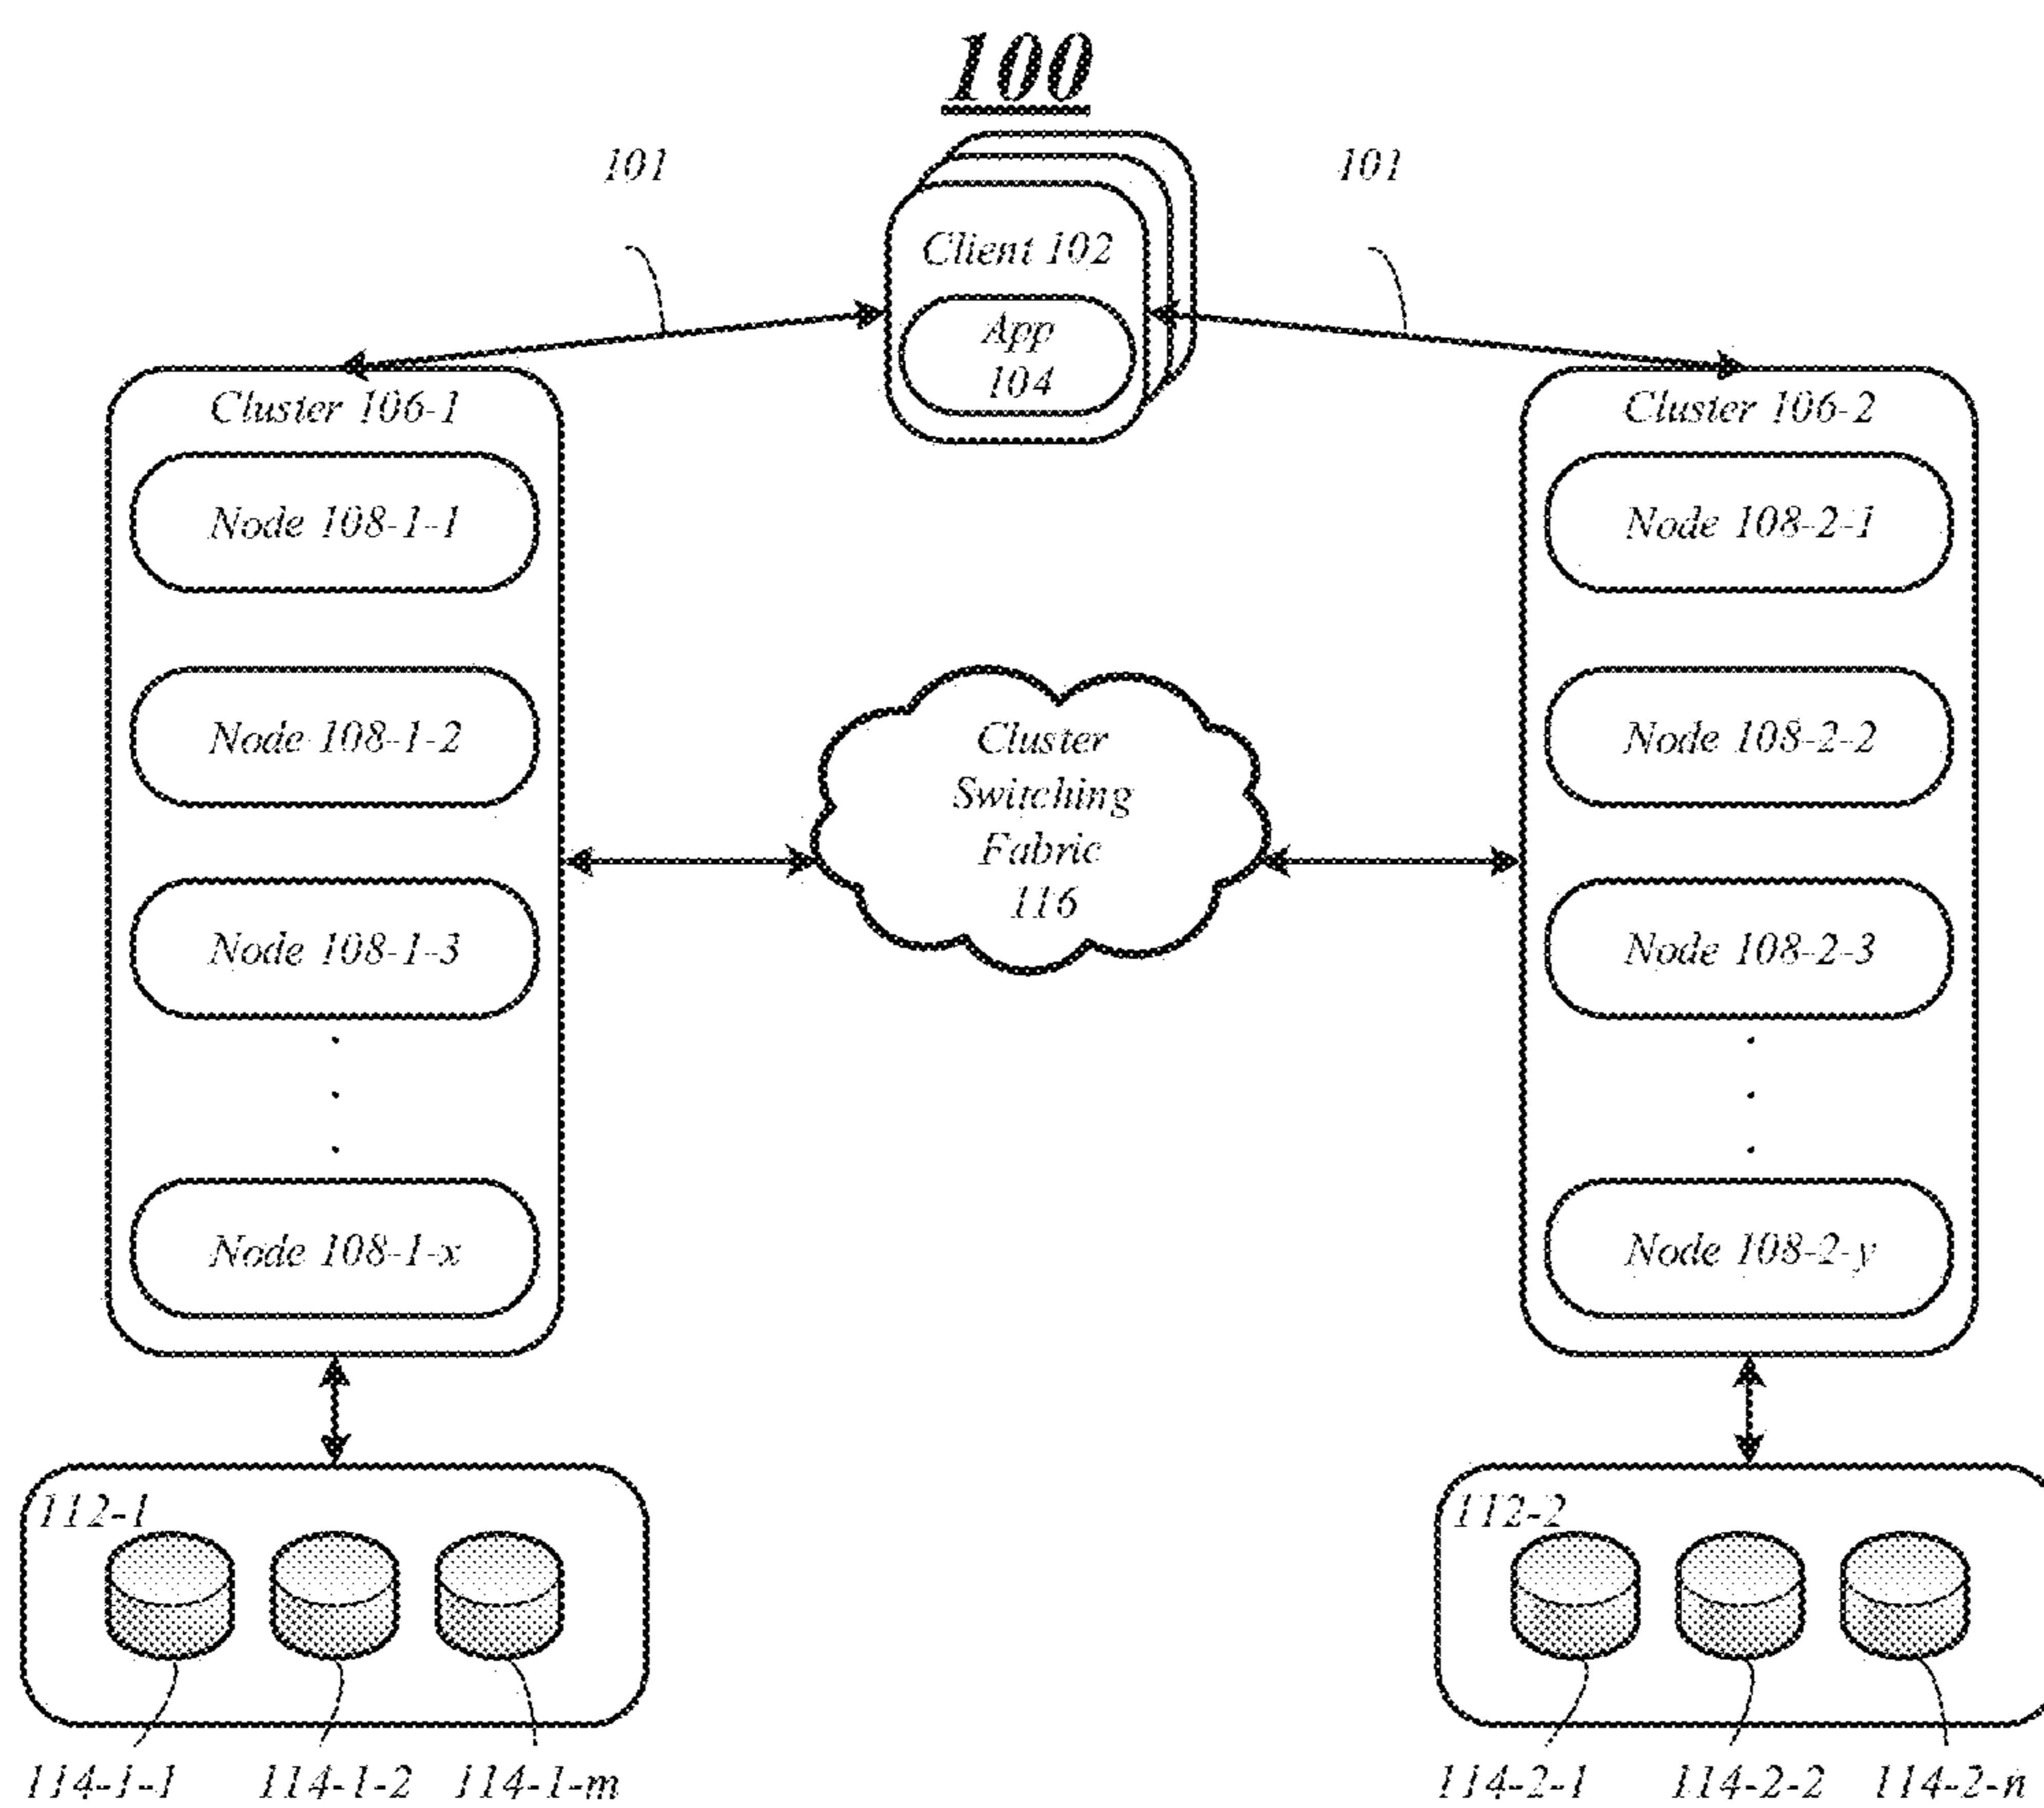 100
101
101
Client 102
App
104
Cluster 106-1
Node 108-1-1
Node 108-1-2
Node 108-1-3
Node 108-1-x
Cluster
Switching
Fabric
116
Cluster 106-2
Node 108-2-1
Node 108-2-2
Node 108-2-3
Node 108-2-y
112-1
114-1-1
114-1-2
114-1-m
112-2
114-2-1
114-2-2
114-2-n